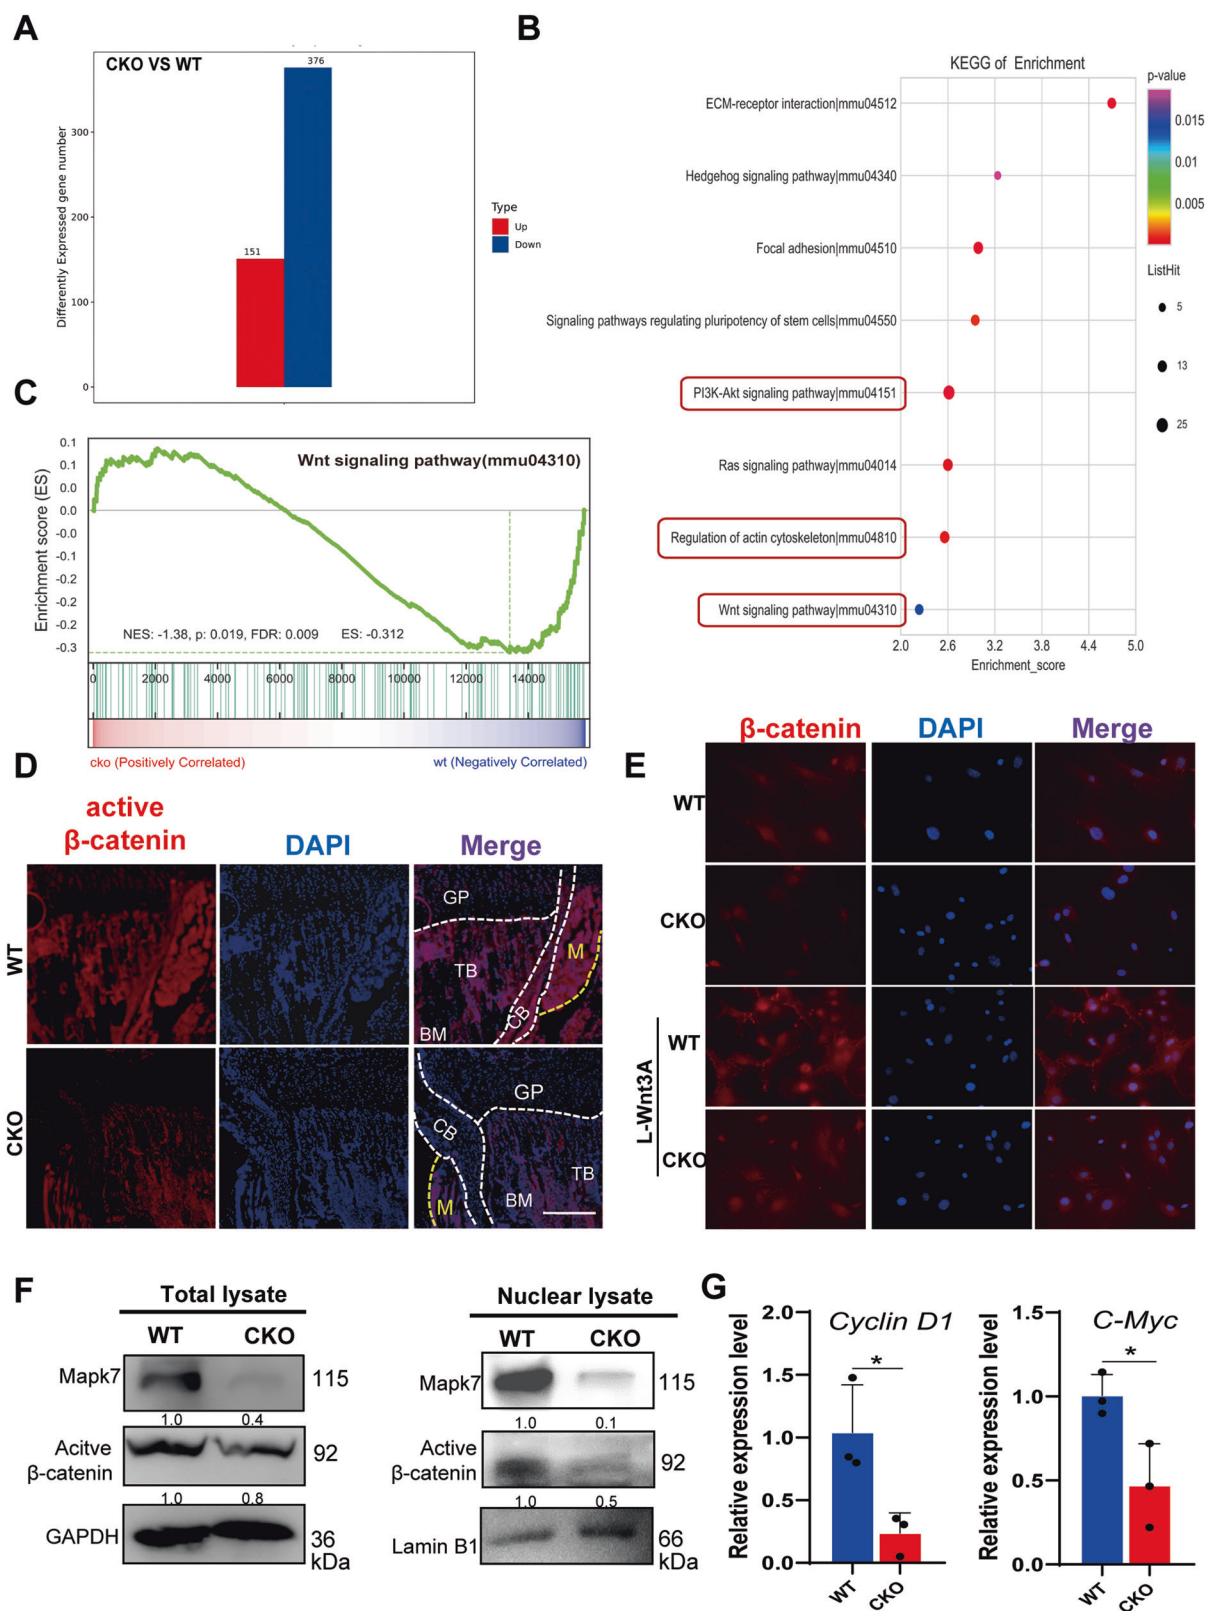 A
CKO VS WT
Differently Expressed gene number
300
200
100
0
151
376
Type
Up
Down
B
KEGG of Enrichment
ECM-receptor interaction|mmu04512
Hedgehog signaling pathway|mmu04340
Focal adhesion|mmu04510
Signaling pathways regulating pluripotency of stem cells|mmu04550
PI3K-Akt signaling pathway|mmu04151
Ras signaling pathway|mmu04014
Regulation of actin cytoskeleton|mmu04810
Wnt signaling pathway|mmu04310
2.0 2.6 3.2 3.8 4.4 5.0
Enrichment_score
p-value
0.015
0.01
0.005
ListHit
5
13
25
C
Wnt signaling pathway(mmu04310)
Enrichment score (ES)
0.1
0.1
0.0
0.0
-0.0
-0.1
-0.2
-0.2
-0.3
NES: -1.38, p: 0.019, FDR: 0.009 ES: -0.312
0 2000 4000 6000 8000 10000 12000 14000
cko (Positively Correlated) wt (Negatively Correlated)
D
active
β-catenin DAPI Merge
WT
GP
TB
M
CB
BM
CKO
GP
CB
TB
BM
M
E
β-catenin DAPI Merge
WT
CKO
L-Wnt3A
WT
CKO
F
Total lysate
WT CKO
Mapk7 115
1.0 0.4
Acitve
β-catenin 92
1.0 0.8
GAPDH 36
kDa
Nuclear lysate
WT CKO
Mapk7 115
1.0 0.1
Active
β-catenin 92
1.0 0.5
Lamin B1 66
kDa
G
Cyclin D1
Relative expression level
2.0
1.5
1.0
0.5
0.0
*
WT CKO
C-Myc
Relative expression level
1.5
1.0
0.5
0.0
*
WT CKO